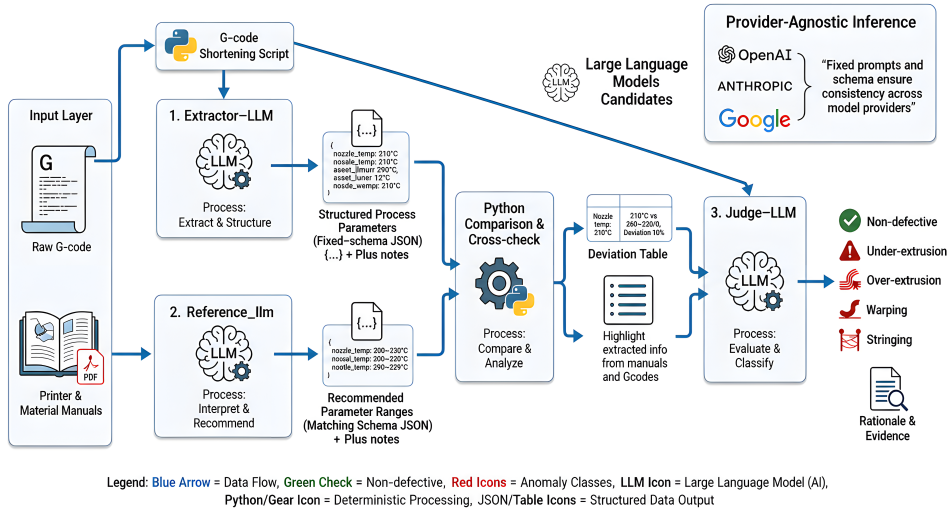 G-code
Shortening Script
Provider-Agnostic Inference
OpenAI
ANTHROPIC
Google
“Fixed prompts and
schema ensure
consistency across
model providers”
LLM
Large Language
Models
Candidates
Input Layer
G
Raw G-code
PDF
Printer &
Material Manuals
1. Extractor–LLM
LLM
Process:
Extract & Structure
{...}
{
nozzle_temp: 210°C
nosale_temp: 210°C
aseet_llmurr 290°C,
asset_luner 12°C
nosde_wempp: 210°C
}
Structured Process
Parameters
(Fixed–schema JSON)
{...} + Plus notes
2. Reference_llm
LLM
Process:
Interpret &
Recommend
{...}
{
nozzle_temp: 200~230°C
nosal_temp: 200~220°C
nootle_temp: 290~229°C
}
Recommended
Parameter Ranges
(Matching Schema JSON)
+ Plus notes
Python
Comparison &
Cross-check
Process:
Compare &
Analyze
Nozzle
temp:
210°C
210°C vs
260~220/0,
Deviation 10%
Deviation Table
Highlight
extracted info
from manuals
and Gcodes
3. Judge–LLM
LLM
Process:
Evaluate &
Classify
Non-defective
Under-extrusion
Over-extrusion
Warping
Stringing
Rationale &
Evidence
Legend: Blue Arrow = Data Flow, Green Check = Non-defective, Red Icons = Anomaly Classes, LLM Icon = Large Language Model (AI),
Python/Gear Icon = Deterministic Processing, JSON/Table Icons = Structured Data Output